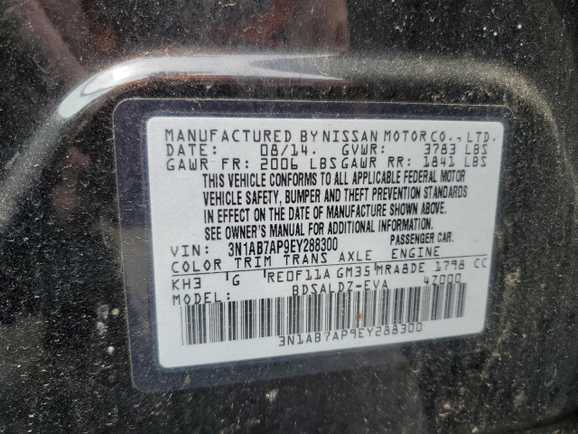 MANUFACTURED BY NISSAN MOTOR CO., LTD.
DATE: 08/14. GVWR: 3783 LBS
GAWR FR: 2006 LBS GAWR RR: 1841 LBS
THIS VEHICLE CONFORMS TO ALL APPLICABLE FEDERAL MOTOR
VEHICLE SAFETY, BUMPER AND THEFT PREVENTION STANDARDS
IN EFFECT ON THE DATE OF MANUFACTURE SHOWN ABOVE.
SEE OWNER'S MANUAL FOR ADDITIONAL INFORMATION.
VIN: 3N1AB7AP9EY288300 PASSENGER CAR.
COLOR TRIM TRANS AXLE ENGINE
KH3 'G 'RE0F11A GM35'MRA8DE 1798 CC
MODEL: BDSALDZ-EVA 4Z000
3N1AB7AP9EY288300